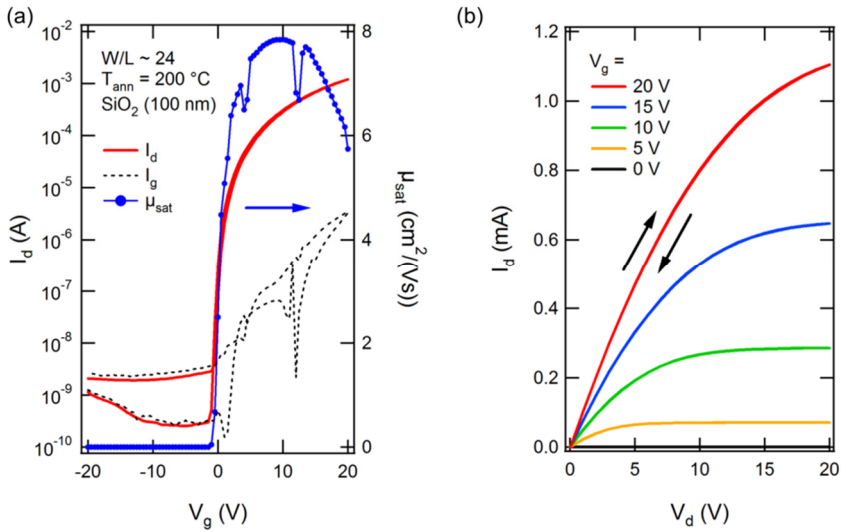 (a)
10⁻²
10⁻³
10⁻⁴
10⁻⁵
10⁻⁶
10⁻⁷
10⁻⁸
10⁻⁹
10⁻¹⁰
I_d (A)
W/L ~ 24
T_ann = 200 °C
SiO₂ (100 nm)
I_d
I_g
μ_sat
8
6
4
2
0
μ_sat (cm²/(Vs))
-20
-10
0
10
20
V_g (V)
(b)
V_g =
20 V
15 V
10 V
5 V
0 V
1.2
1.0
0.8
0.6
0.4
0.2
0.0
I_d (mA)
0
5
10
15
20
V_d (V)